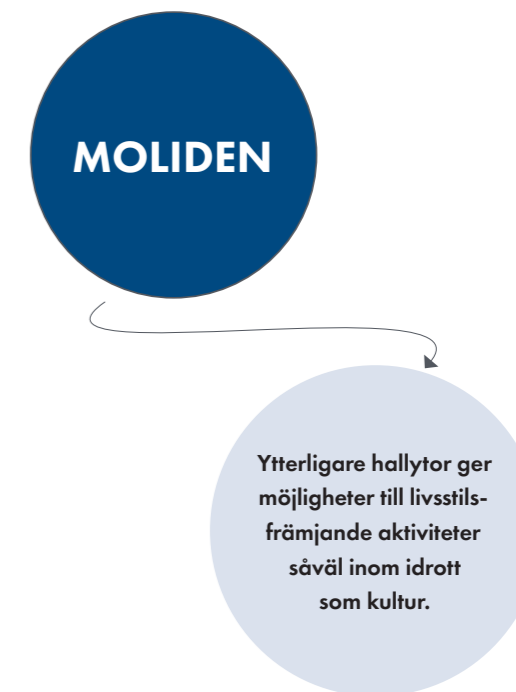 MOLIDEN
Ytterligare hallytor ger
möjligheter till livsstils-
främjande aktiviteter
såväl inom idrott
som kultur.